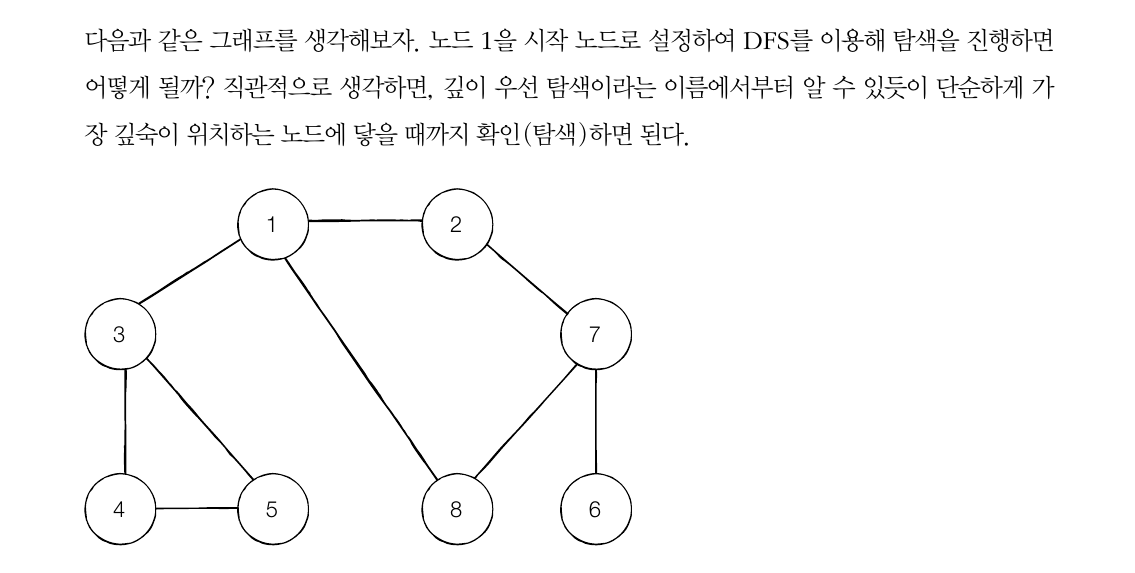 다음과 같은 그래프를 생각해보자. 노드 1을 시작 노드로 설정하여 DFS를 이용해 탐색을 진행하면
어떻게 될까? 직관적으로 생각하면, 깊이 우선 탐색이라는 이름에서부터 알 수 있듯이 단순하게 가
장 깊숙이 위치하는 노드에 닿을 때까지 확인(탐색)하면 된다.
1
2
3
7
4
5
8
6